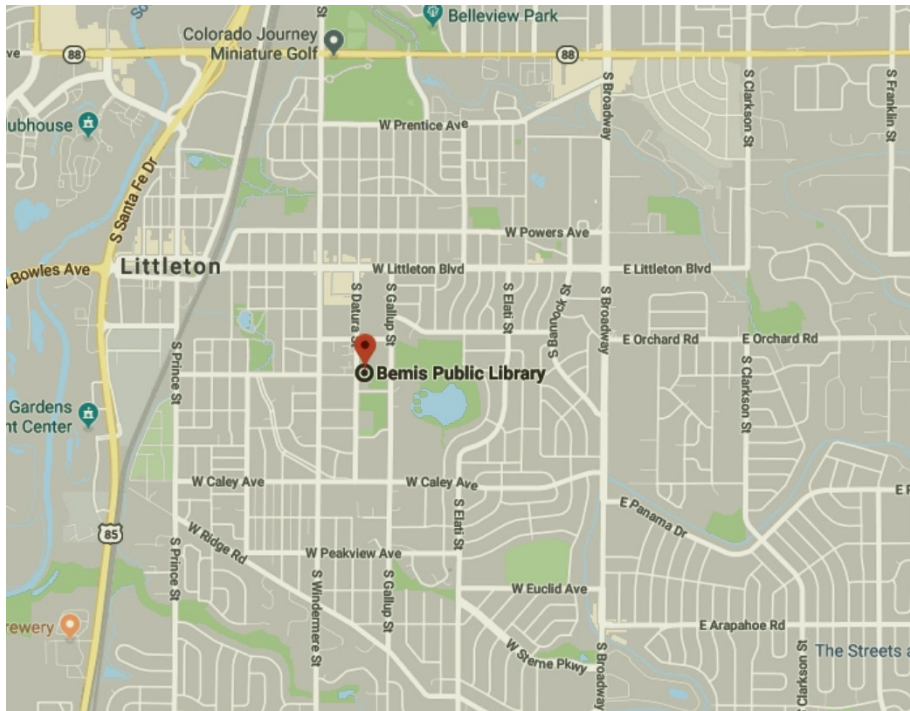 St
Belleview Park
Colorado Journey
Miniature Golf
88
88
ubhouse
W Prentice Ave
S Broadway
S Clarkson St
S Franklin St
S Santa Fe Dr
W Powers Ave
Bowles Ave
Littleton
W Littleton Blvd
E Littleton Blvd
S Datura
S Gallup St
S Elati St
S Bannock St
S Broadway
E Orchard Rd
E Orchard Rd
S Prince St
Bemis Public Library
S Clarkson St
Gardens
nt Center
W Caley Ave
W Caley Ave
85
W Ridge Rd
S Elati St
E Panama Dr
W Peakview Ave
S Prince St
S Windermere St
S Gallup St
W Euclid Ave
rewery
E Arapahoe Rd
W Sterne Pkwy
S Broadway
S Clarkson St
The Streets a